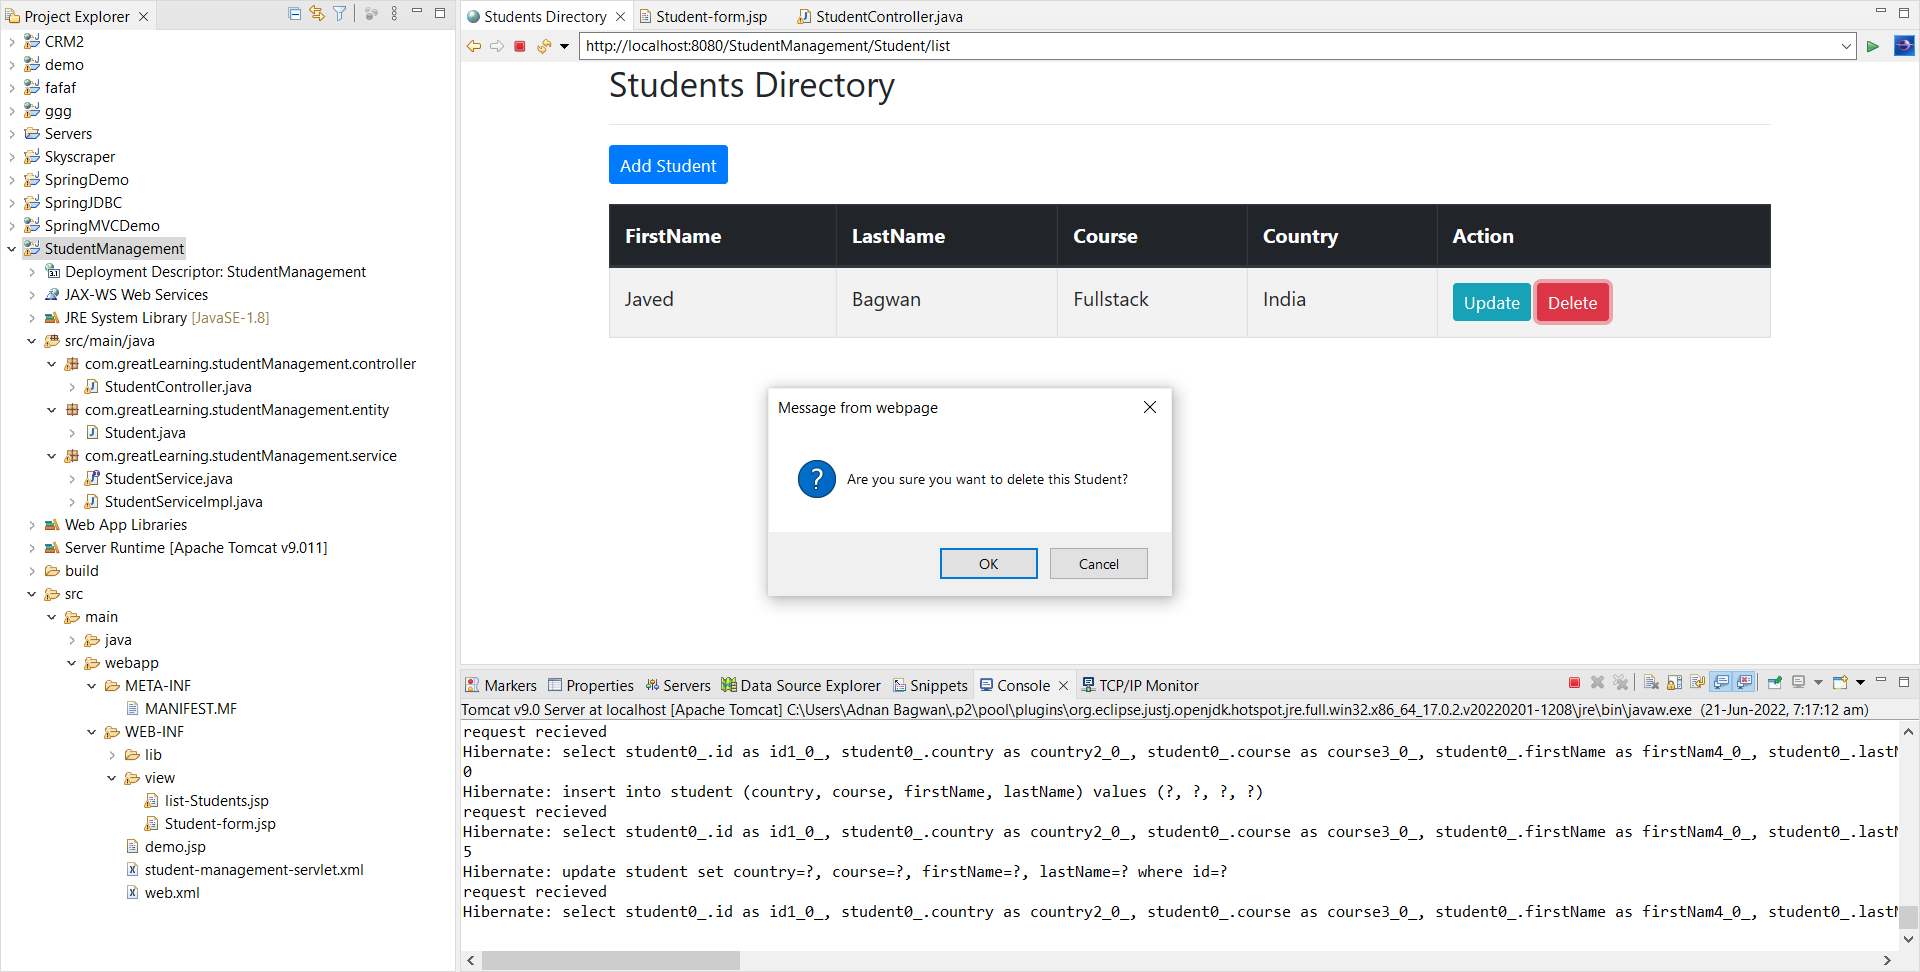 Project Explorer
CRM2
demo
fafaf
ggg
Servers
Skyscraper
SpringDemo
SpringJDBC
SpringMVCDemo
StudentManagement
Deployment Descriptor: StudentManagement
JAX-WS Web Services
JRE System Library [JavaSE-1.8]
src/main/java
com.greatLearning.studentManagement.controller
StudentController.java
com.greatLearning.studentManagement.entity
Student.java
com.greatLearning.studentManagement.service
StudentService.java
StudentServiceImpl.java
Web App Libraries
Server Runtime [Apache Tomcat v9.011]
build
src
main
java
webapp
META-INF
MANIFEST.MF
WEB-INF
lib
view
list-Students.jsp
Student-form.jsp
demo.jsp
student-management-servlet.xml
web.xml
Students Directory Student-form.jsp StudentController.java
http://localhost:8080/StudentManagement/Student/list
Students Directory
Add Student
FirstName LastName Course Country Action
Javed Bagwan Fullstack India Update Delete
Message from webpage
? Are you sure you want to delete this Student?
OK Cancel
Markers Properties Servers Data Source Explorer Snippets Console TCP/IP Monitor
Tomcat v9.0 Server at localhost [Apache Tomcat] C:\Users\Adnan Bagwan\.p2\pool\plugins\org.eclipse.justj.openjdk.hotspot.jre.full.win32.x86_64_17.0.2.v20220201-1208\jre\bin\javaw.exe (21-Jun-2022, 7:17:12 am)
request recieved
Hibernate: select student0_.id as id1_0_, student0_.country as country2_0_, student0_.course as course3_0_, student0_.firstName as firstNam4_0_, student0_.last
0
Hibernate: insert into student (country, course, firstName, lastName) values (?, ?, ?, ?)
request recieved
Hibernate: select student0_.id as id1_0_, student0_.country as country2_0_, student0_.course as course3_0_, student0_.firstName as firstNam4_0_, student0_.last
5
Hibernate: update student set country=?, course=?, firstName=?, lastName=? where id=?
request recieved
Hibernate: select student0_.id as id1_0_, student0_.country as country2_0_, student0_.course as course3_0_, student0_.firstName as firstNam4_0_, student0_.last